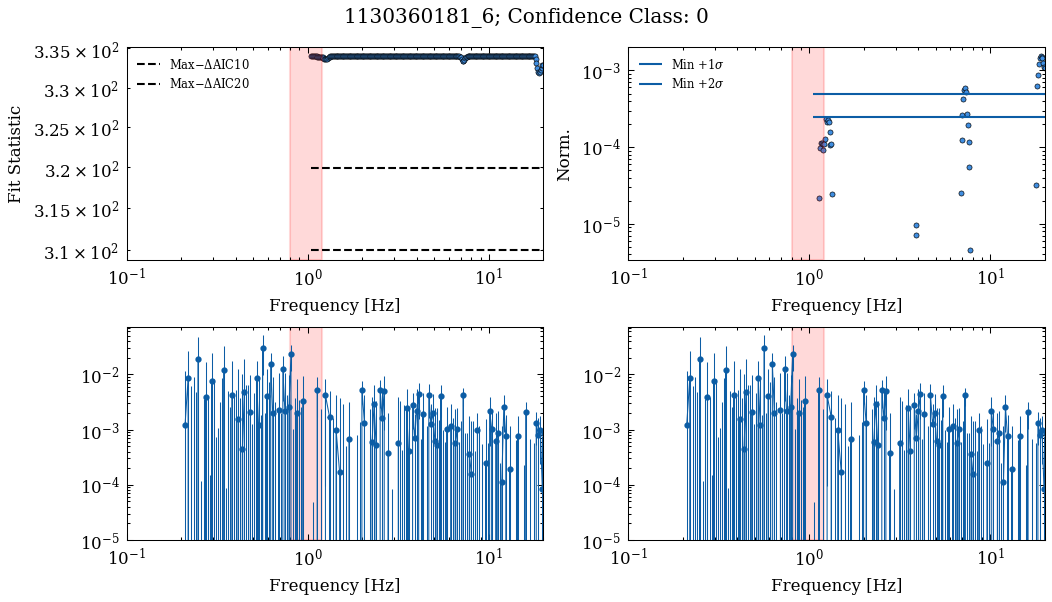 1130360181_6; Confidence Class: 0
Fit Statistic
3.35 × 10²
3.3 × 10²
3.25 × 10²
3.2 × 10²
3.15 × 10²
3.1 × 10²
Max−ΔAIC10
Max−ΔAIC20
10⁻¹ 10⁰ 10¹
Frequency [Hz]
Norm.
10⁻³
10⁻⁴
10⁻⁵
Min +1σ
Min +2σ
10⁻¹ 10⁰ 10¹
Frequency [Hz]
10⁻²
10⁻³
10⁻⁴
10⁻⁵
10⁻¹ 10⁰ 10¹
Frequency [Hz]
10⁻²
10⁻³
10⁻⁴
10⁻⁵
10⁻¹ 10⁰ 10¹
Frequency [Hz]